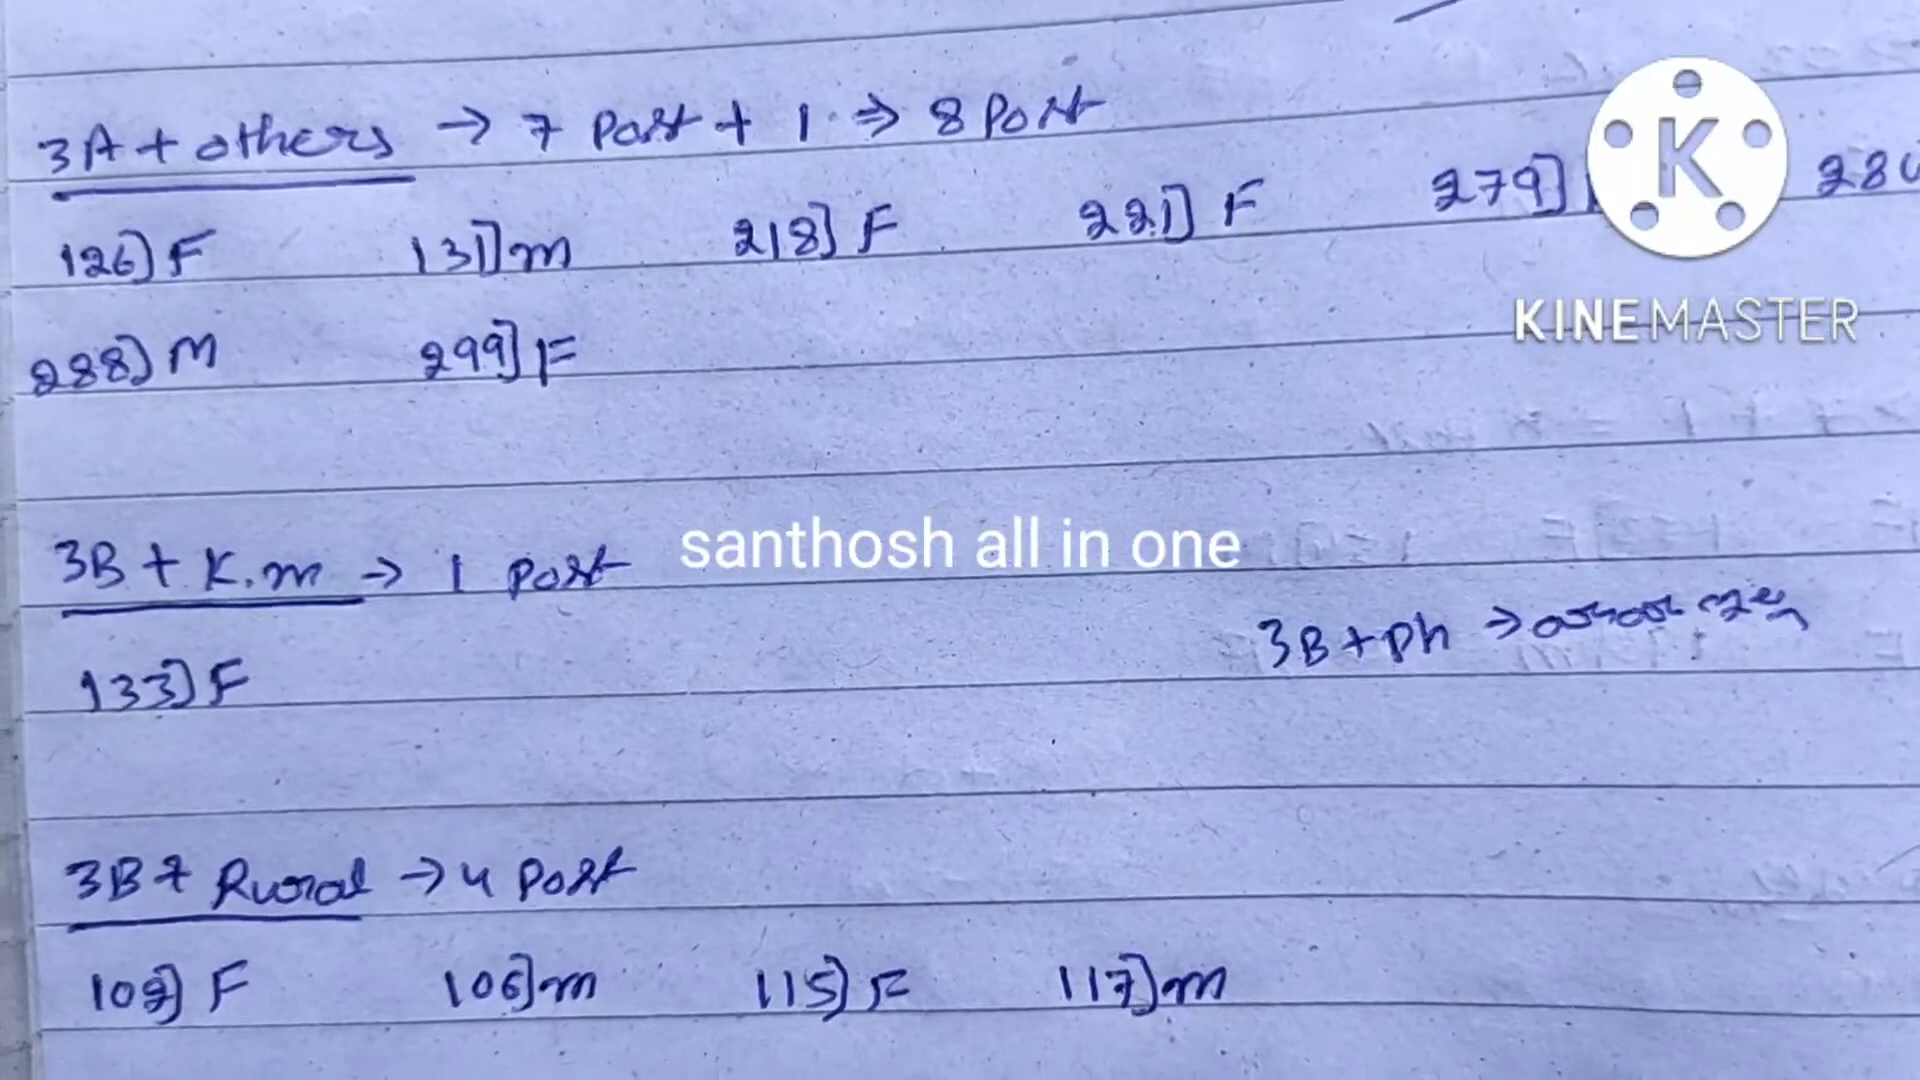 3A + others → 7 Post + 1 ⇒ 8 Post
126] F 131] m 218] F 221] F 279] 28
288] M 299] F
KINEMASTER
santhosh all in one
3B + K.m → 1 post
3B + Ph →
133] F
3B + Rural → 4 Post
102] F 106] m 115] F 117] m